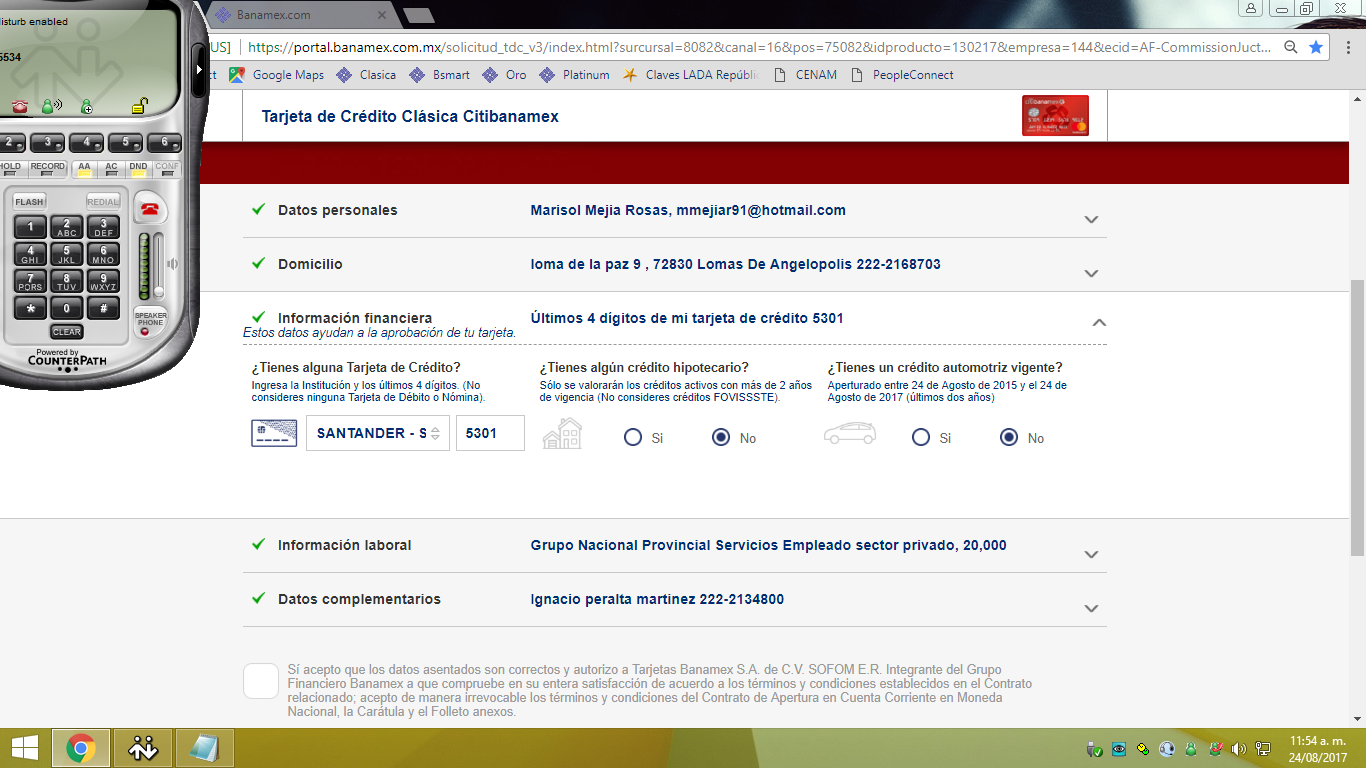 disturb enabled
5534
Banamex.com
US] https://portal.banamex.com.mx/solicitud_tdc_v3/index.html?surcursal=8082&canal=16&pos=75082&idproducto=130217&empresa=144&ecid=AF-CommissionJuct...
Google Maps Clasica Bsmart Oro Platinum Claves LADA Repúblic CENAM PeopleConnect
Tarjeta de Crédito Clásica Citibanamex
2 3 4 5 6
HOLD RECORD AA AC DND CONF
FLASH REDIAL
1 2 ABC 3 DEF
4 GHI 5 JKL 6 MNO
7 PQRS 8 TUV 9 WXYZ
* 0 #
CLEAR
SPEAKER PHONE
Powered by
COUNTERPATH
Datos personales Marisol Mejia Rosas, mmejiar91@hotmail.com
Domicilio loma de la paz 9 , 72830 Lomas De Angelopolis 222-2168703
Información financiera Últimos 4 dígitos de mi tarjeta de crédito 5301
Estos datos ayudan a la aprobación de tu tarjeta.
¿Tienes alguna Tarjeta de Crédito?
Ingresa la Institución y los últimos 4 dígitos. (No
consideres ninguna Tarjeta de Débito o Nómina).
SANTANDER - S 5301
¿Tienes algún crédito hipotecario?
Sólo se valorarán los créditos activos con más de 2 años
de vigencia (No consideres créditos FOVISSSTE).
Si No
¿Tienes un crédito automotriz vigente?
Aperturado entre 24 de Agosto de 2015 y el 24 de
Agosto de 2017 (últimos dos años)
Si No
Información laboral Grupo Nacional Provincial Servicios Empleado sector privado, 20,000
Datos complementarios Ignacio peralta martinez 222-2134800
Sí acepto que los datos asentados son correctos y autorizo a Tarjetas Banamex S.A. de C.V. SOFOM E.R. Integrante del Grupo
Financiero Banamex a que compruebe en su entera satisfacción de acuerdo a los términos y condiciones establecidos en el Contrato
relacionado; acepto de manera irrevocable los términos y condiciones del Contrato de Apertura en Cuenta Corriente en Moneda
Nacional, la Carátula y el Folleto anexos.
11:54 a. m.
24/08/2017